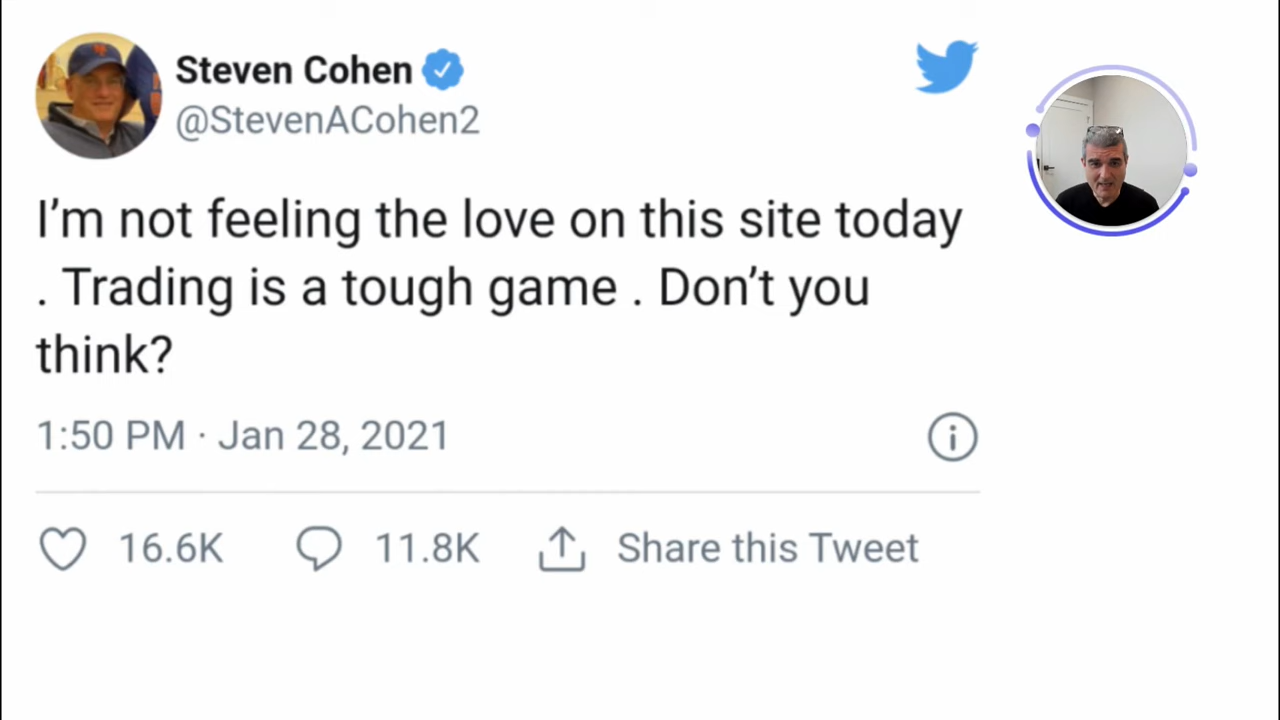 Steven Cohen
@StevenACohen2
I’m not feeling the love on this site today
. Trading is a tough game . Don’t you
think?
1:50 PM · Jan 28, 2021
16.6K 11.8K Share this Tweet